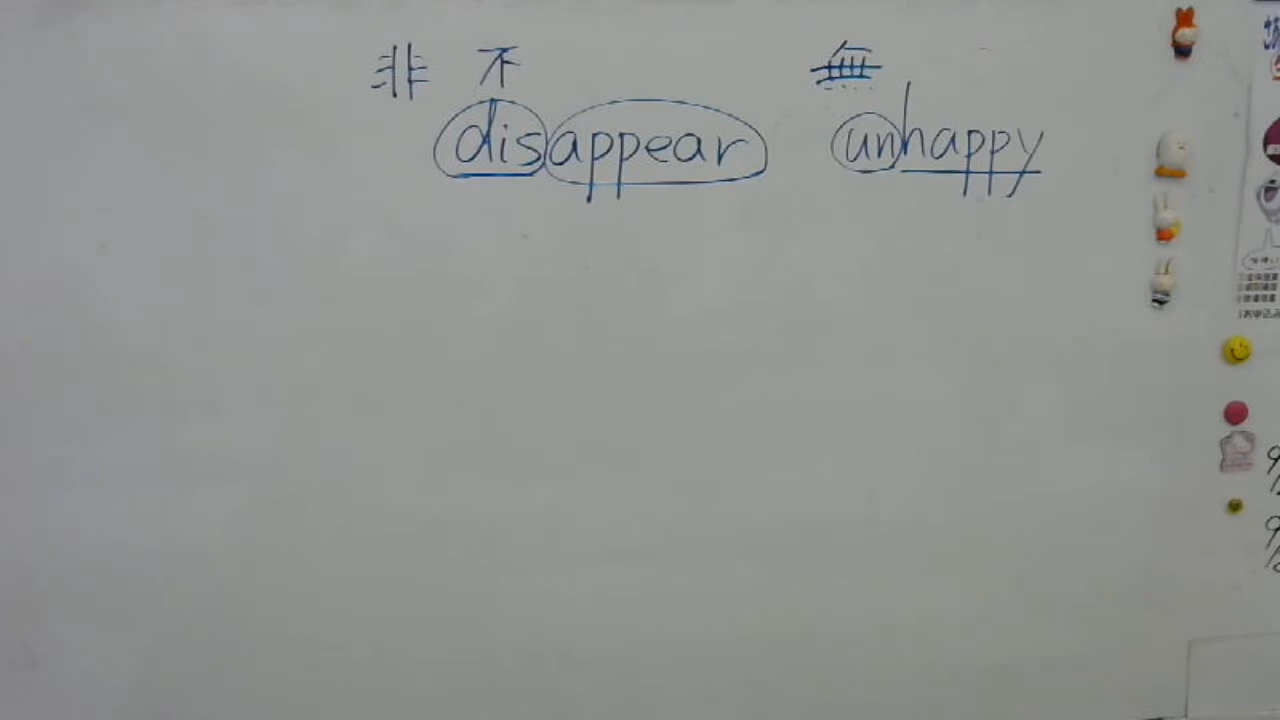 非 不 無
disappear unhappy